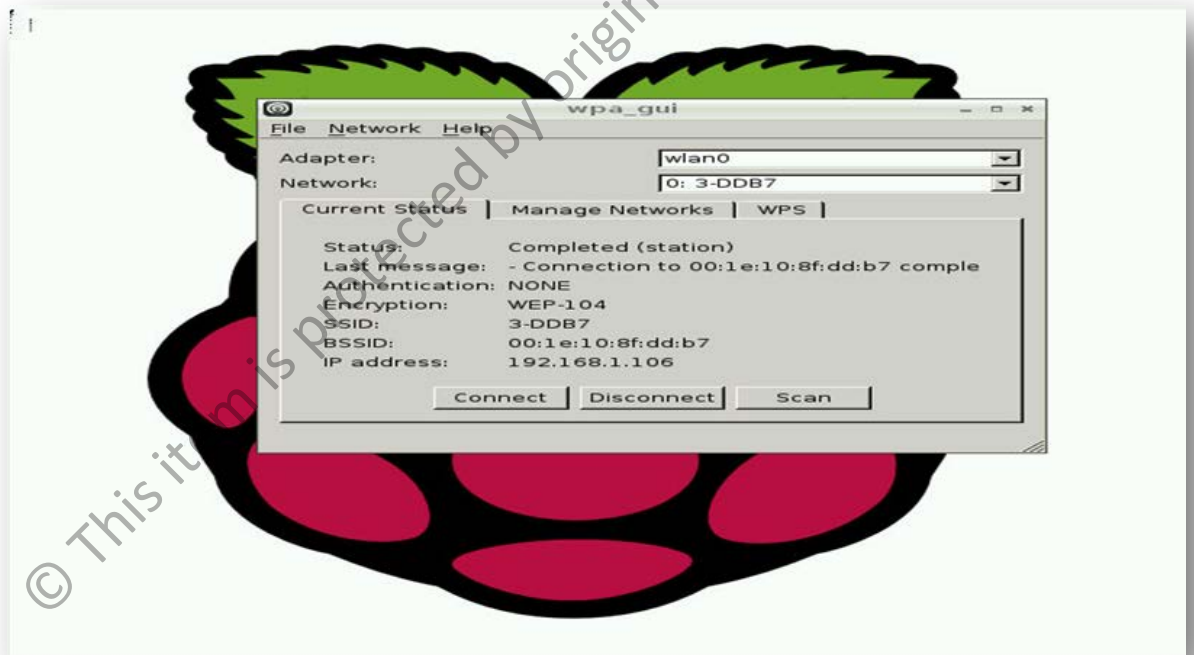 wpa_gui
File Network Help
Adapter: wlan0
Network: 0: 3-DDB7
Current Status Manage Networks WPS
Status: Completed (station)
Last message: - Connection to 00:1e:10:8f:dd:b7 comple
Authentication: NONE
Encryption: WEP-104
SSID: 3-DDB7
BSSID: 00:1e:10:8f:dd:b7
IP address: 192.168.1.106
Connect Disconnect Scan
© This item is protected by origin